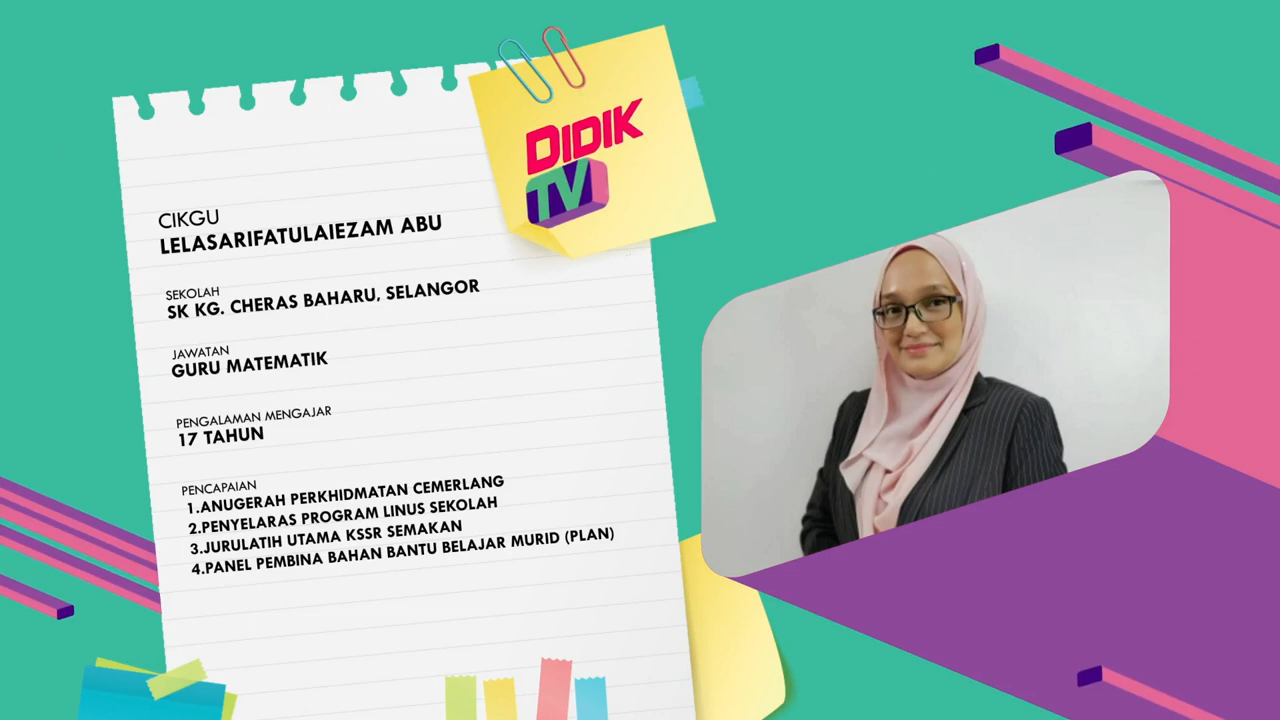 DIDIK
TV
CIKGU
LELASARIFATULAIEZAM ABU
SEKOLAH
SK KG. CHERAS BAHARU, SELANGOR
JAWATAN
GURU MATEMATIK
PENGALAMAN MENGAJAR
17 TAHUN
PENCAPAIAN
1.ANUGERAH PERKHIDMATAN CEMERLANG
2.PENYELARAS PROGRAM LINUS SEKOLAH
3.JURULATIH UTAMA KSSR SEMAKAN
4.PANEL PEMBINA BAHAN BANTU BELAJAR MURID (PLAN)